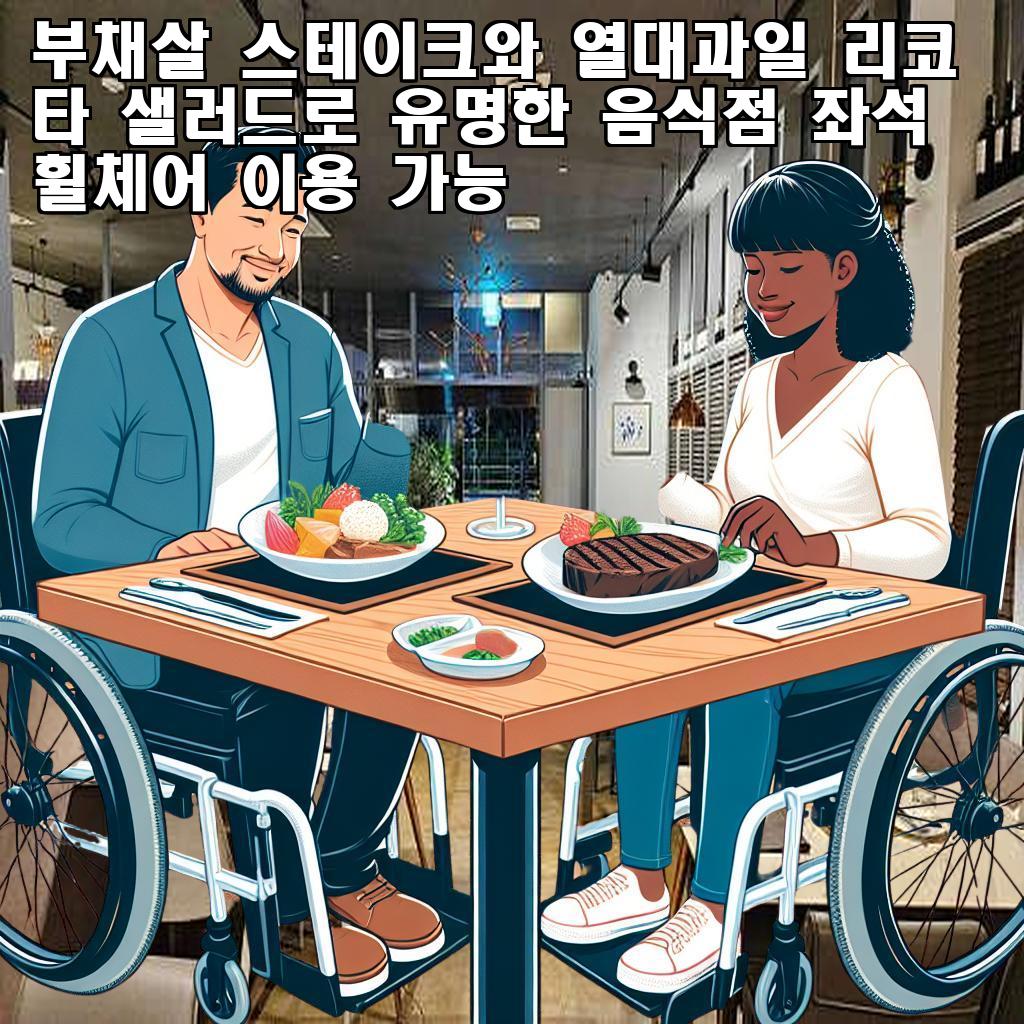 부채살 스테이크와 열대과일 리코
타 샐러드로 유명한 음식점 좌석
휠체어 이용 가능